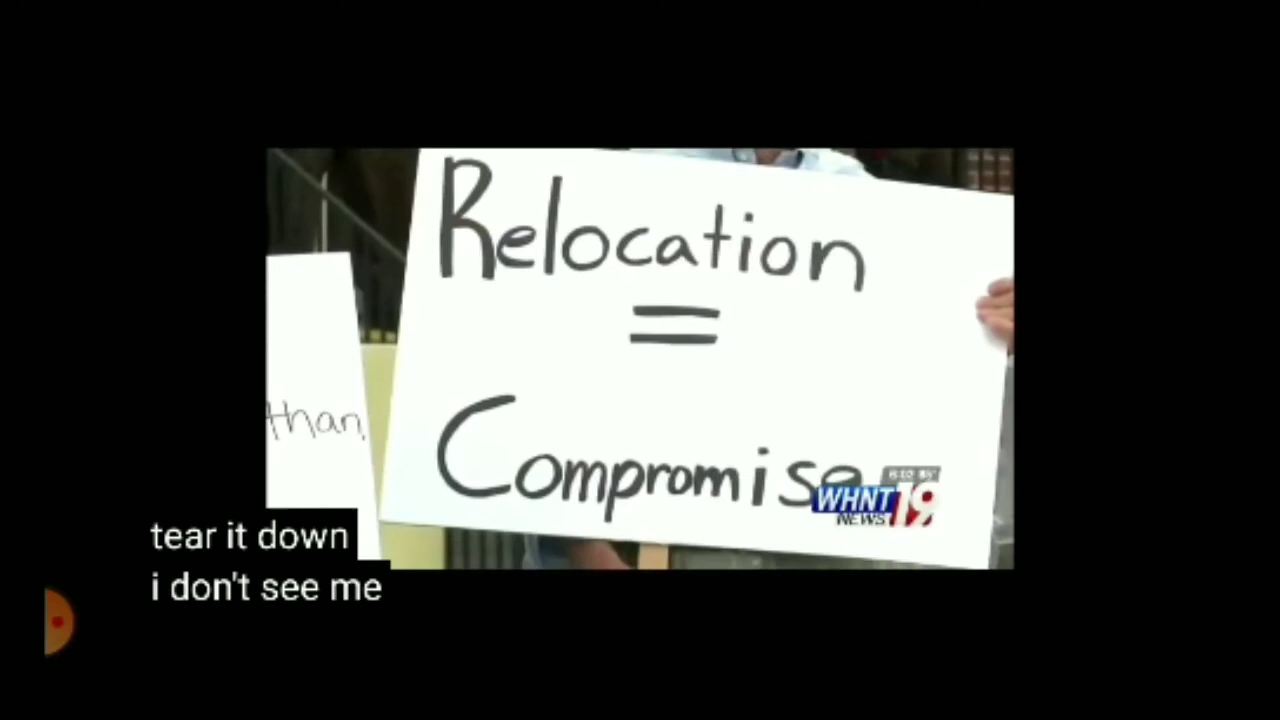 Relocation
=
Compromise
than
WHNT
NEWS 19
tear it down
i don't see me